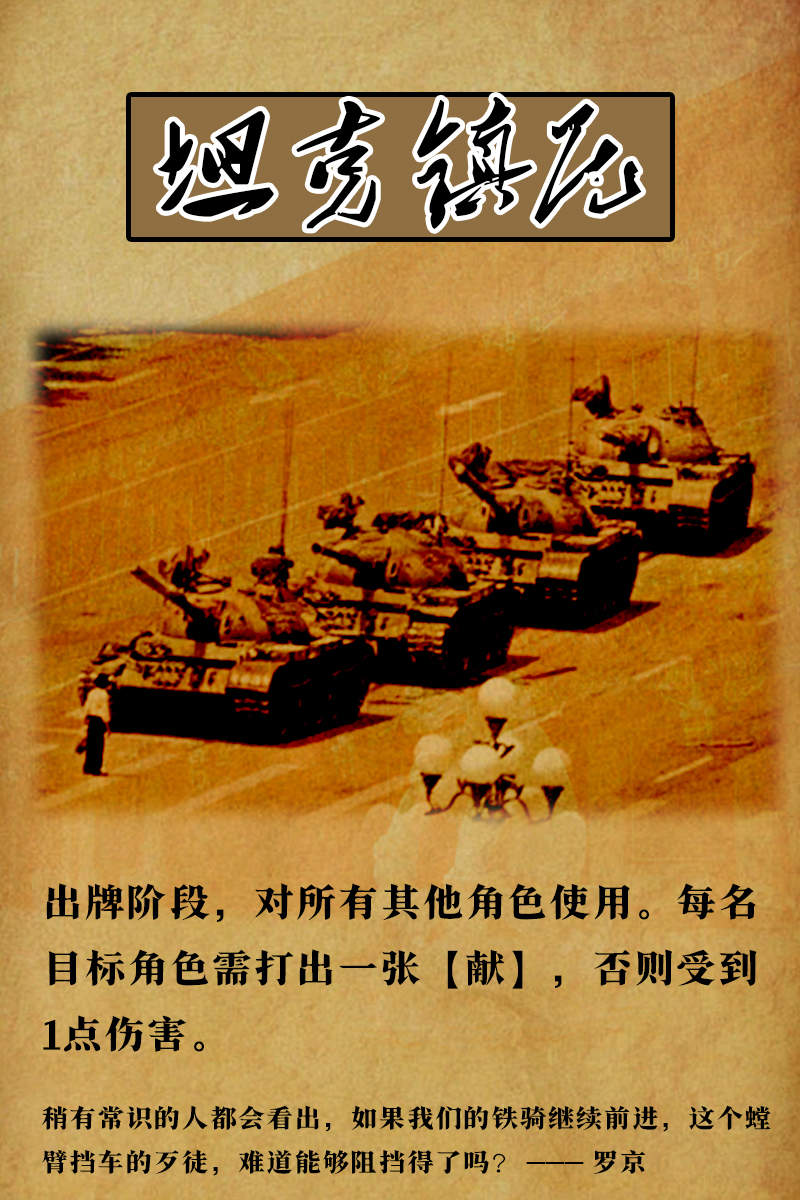 坦克镇民
出牌阶段，对所有其他角色使用。每名
目标角色需打出一张【献】，否则受到
1点伤害。
稍有常识的人都会看出，如果我们的铁骑继续前进，这个螳
臂挡车的歹徒，难道能够阻挡得了吗？ ——— 罗京